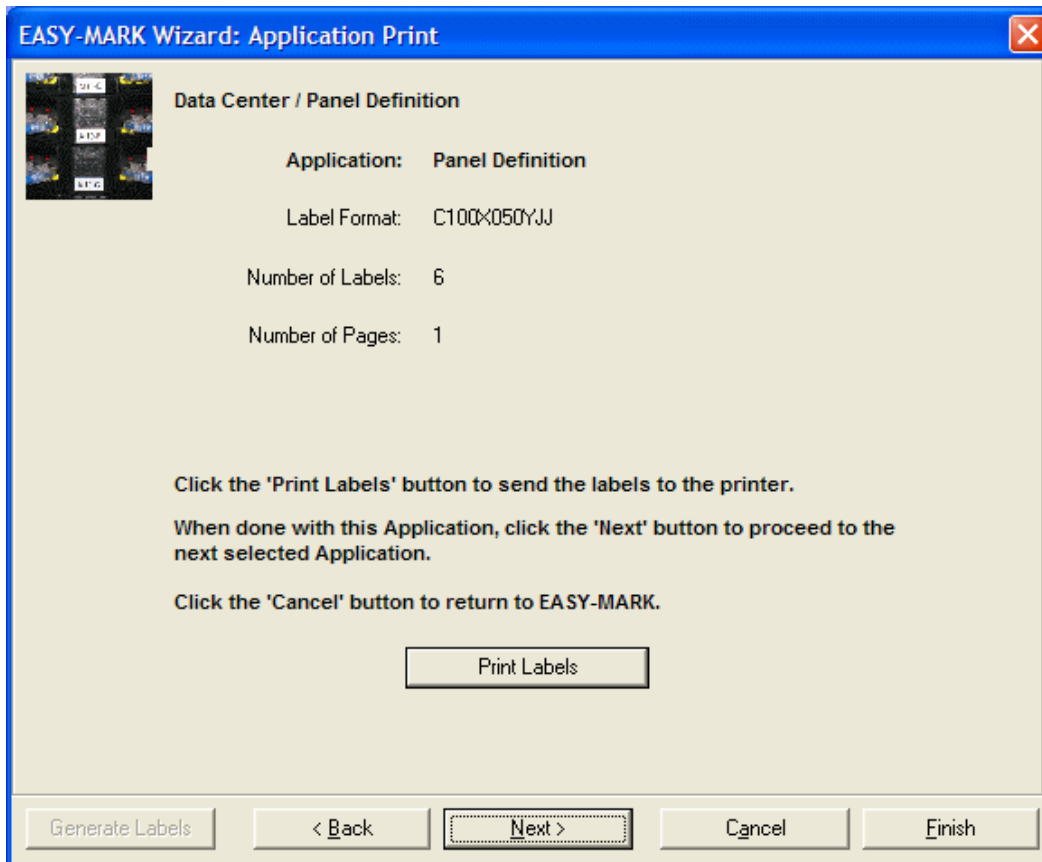 EASY-MARK Wizard: Application Print
Data Center / Panel Definition
Application: Panel Definition
Label Format: C100X050YJJ
Number of Labels: 6
Number of Pages: 1
Click the 'Print Labels' button to send the labels to the printer.
When done with this Application, click the 'Next' button to proceed to the
next selected Application.
Click the 'Cancel' button to return to EASY-MARK.
Print Labels
Generate Labels
< Back
Next >
Cancel
Finish